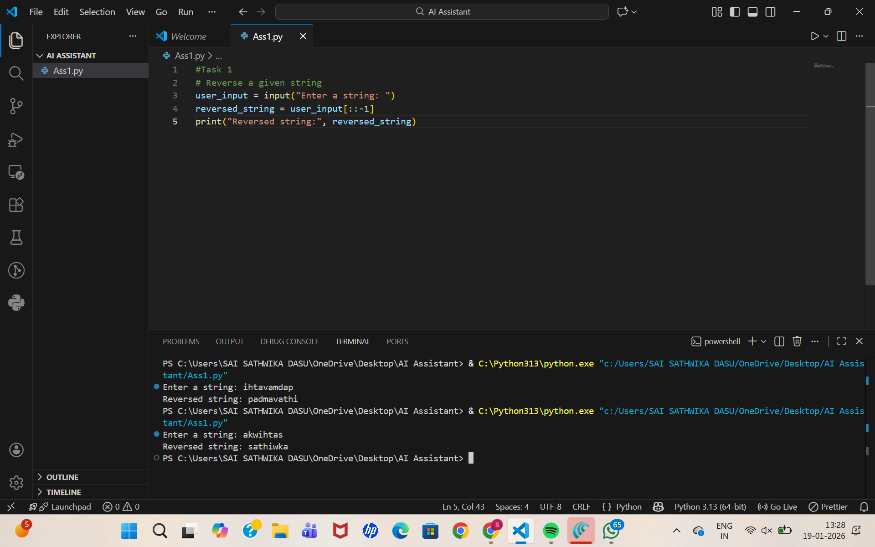 File Edit Selection View Go Run ··· AI Assistant
EXPLORER ···
AI ASSISTANT
Ass1.py
Welcome Ass1.py
Ass1.py > ...
1 #Task 1
2 # Reverse a given string
3 user_input = input("Enter a string: ")
4 reversed_string = user_input[::-1]
5 print("Reversed string:", reversed_string)
PROBLEMS OUTPUT DEBUG CONSOLE TERMINAL PORTS powershell
PS C:\Users\SAI SATHWIKA DASU\OneDrive\Desktop\AI Assistant> & C:\Python313\python.exe "c:/Users/SAI SATHWIKA DASU/OneDrive/Desktop/AI Assis
tant/Ass1.py"
Enter a string: ihtavamdap
Reversed string: padmavathi
PS C:\Users\SAI SATHWIKA DASU\OneDrive\Desktop\AI Assistant> & C:\Python313\python.exe "c:/Users/SAI SATHWIKA DASU/OneDrive/Desktop/AI Assis
tant/Ass1.py"
Enter a string: akwihtas
Reversed string: sathiwka
PS C:\Users\SAI SATHWIKA DASU\OneDrive\Desktop\AI Assistant>
OUTLINE
TIMELINE
Launchpad 0 0 Ln 5, Col 43 Spaces: 4 UTF-8 CRLF {} Python Python 3.13 (64-bit) Go Live Prettier
5 S 65 ENG IN 13:28
19-01-2026